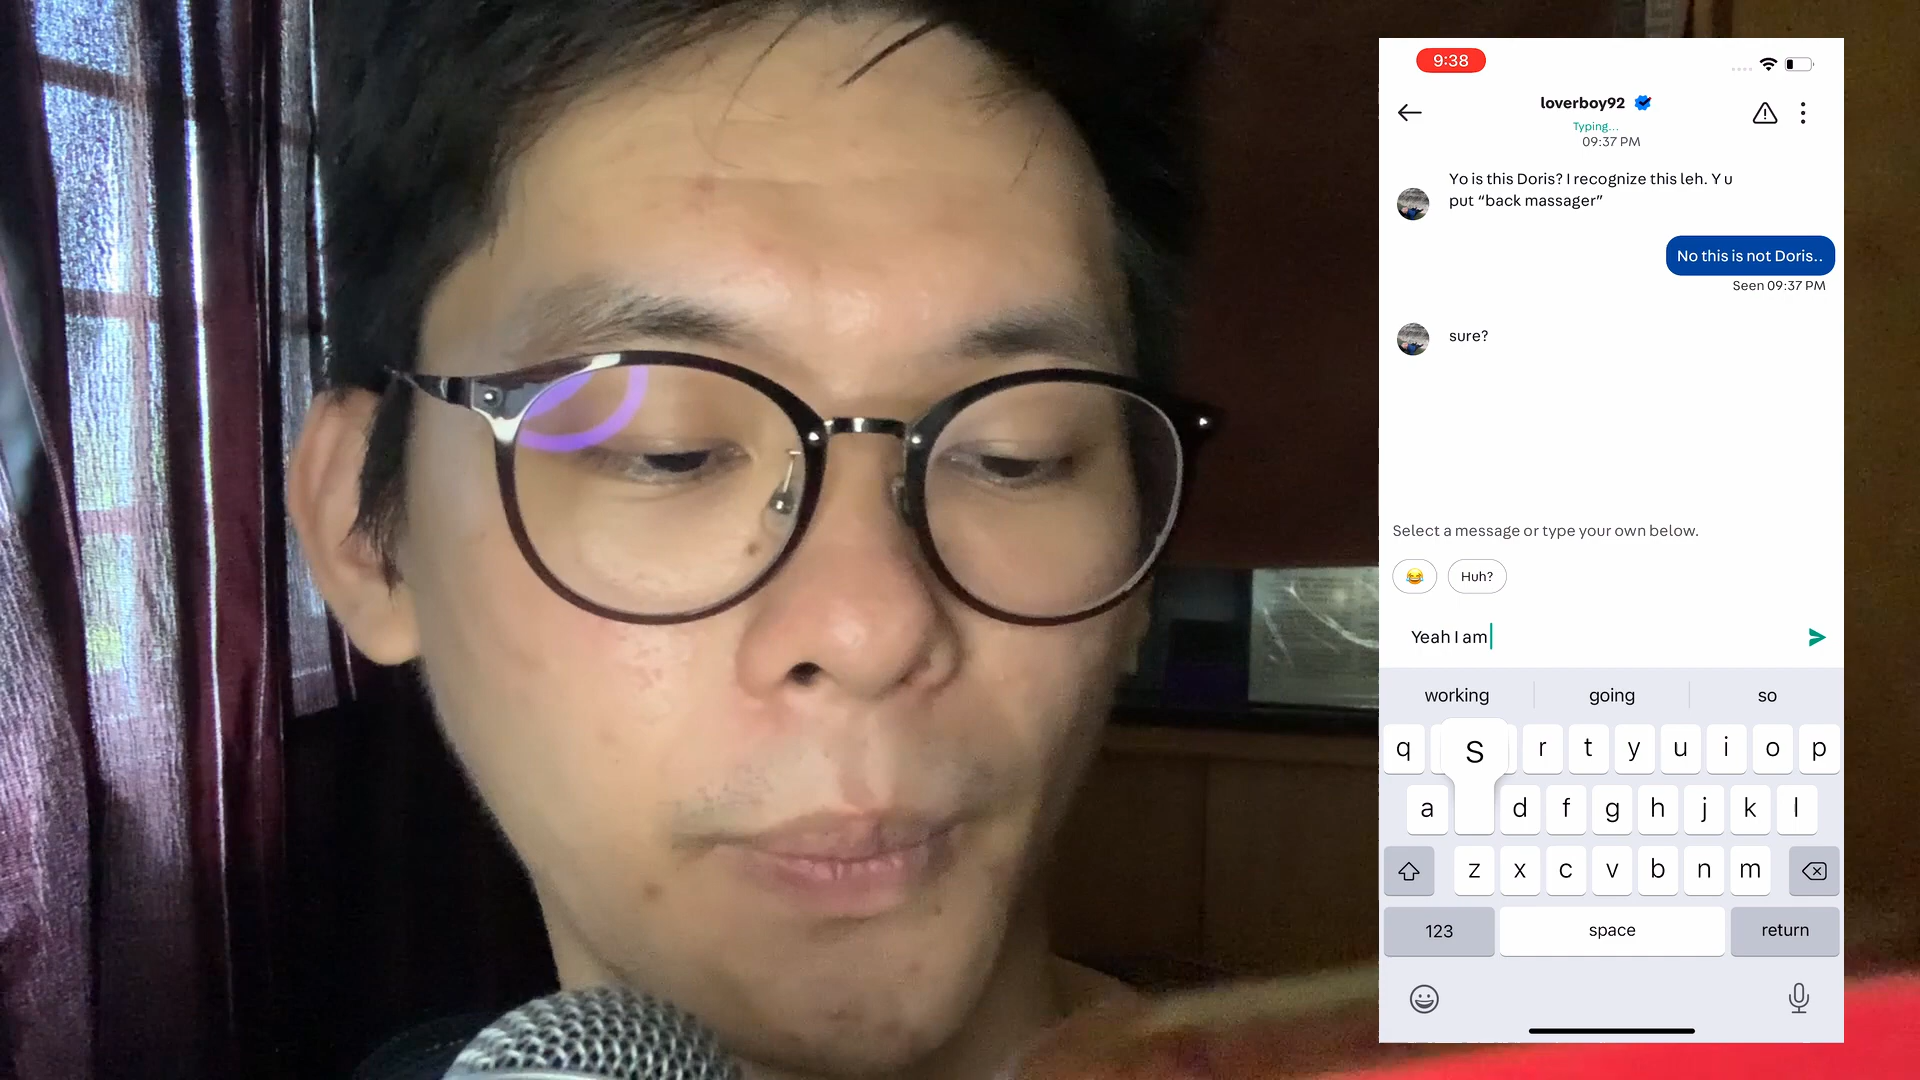 9:38
loverboy92
Typing...
09:37 PM
Yo is this Doris? I recognize this leh. Y u
put “back massager”
No this is not Doris..
Seen 09:37 PM
sure?
Select a message or type your own below.
😂 Huh?
Yeah I am
working going so
q S r t y u i o p
a d f g h j k l
z x c v b n m
123 space return